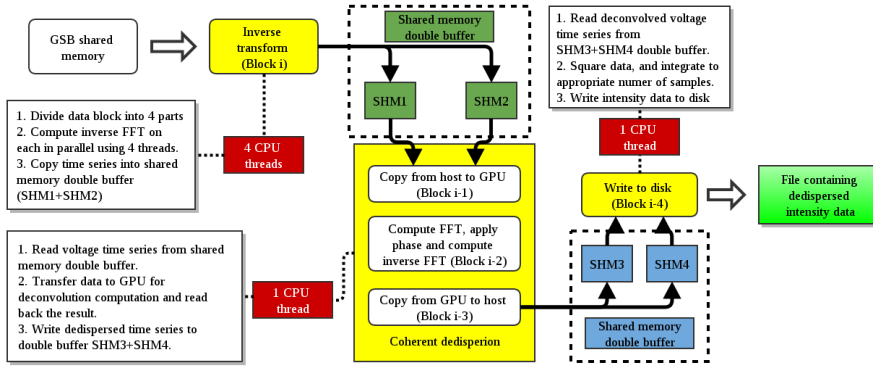 GSB shared
memory
Inverse
transform
(Block i)
Shared memory
double buffer
SHM1
SHM2
1. Read deconvolved voltage
time series from
SHM3+SHM4 double buffer.
2. Square data, and integrate to
appropriate numer of samples.
3. Write intensity data to disk
1. Divide data block into 4 parts
2. Compute inverse FFT on
each in parallel using 4 threads.
3. Copy time series into shared
memory double buffer
(SHM1+SHM2)
4 CPU
threads
1 CPU
thread
Copy from host to GPU
(Block i-1)
Write to disk
(Block i-4)
File containing
dedispersed
intensity data
Compute FFT, apply
phase and compute
inverse FFT (Block i-2)
1. Read voltage time series from shared
memory double buffer.
2. Transfer data to GPU for
deconvolution computation and read
back the result.
3. Write dedispersed time series to
double buffer SHM3+SHM4.
1 CPU
thread
SHM3
SHM4
Copy from GPU to host
(Block i-3)
Coherent dedisperion
Shared memory
double buffer